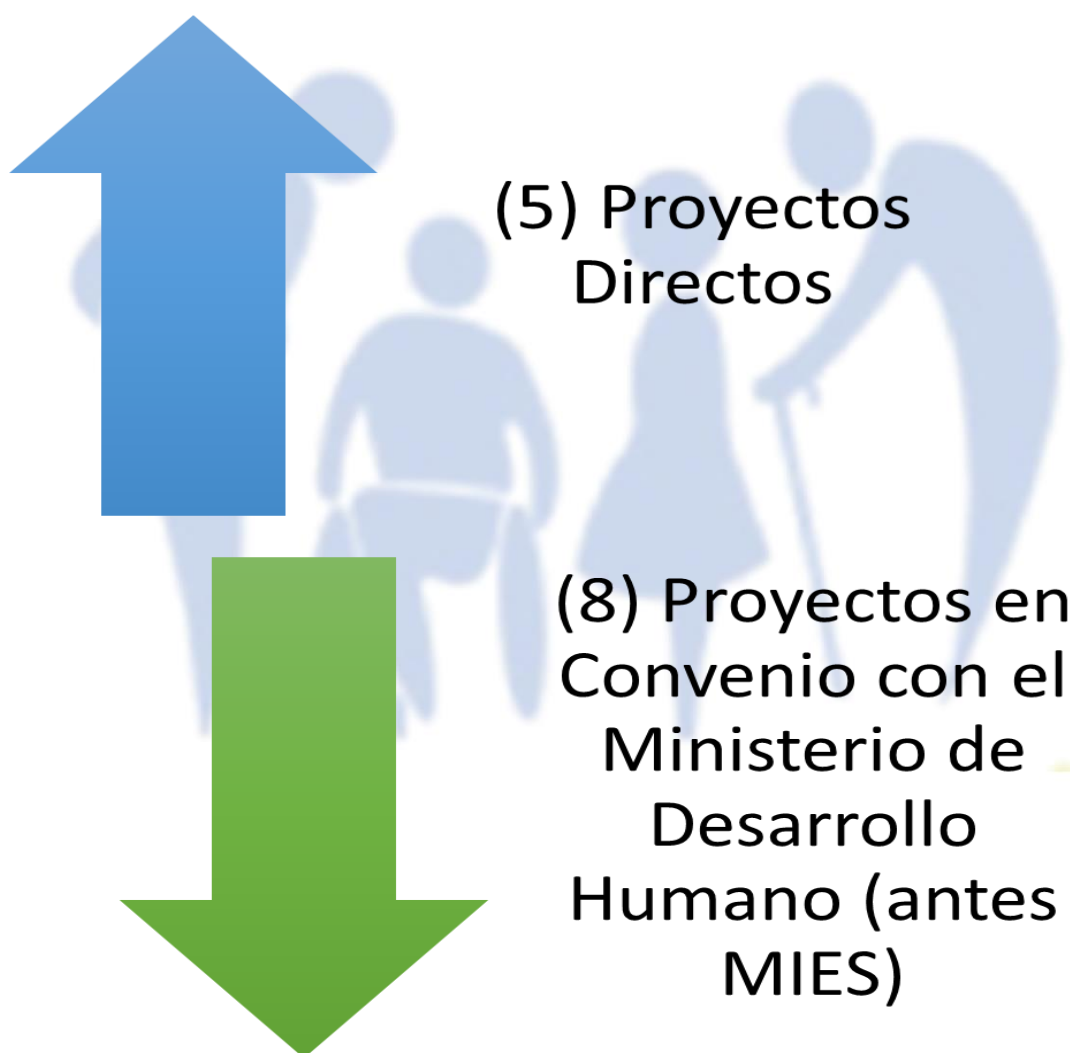 (5) Proyectos
Directos
(8) Proyectos en
Convenio con el
Ministerio de
Desarrollo
Humano (antes
MIES)